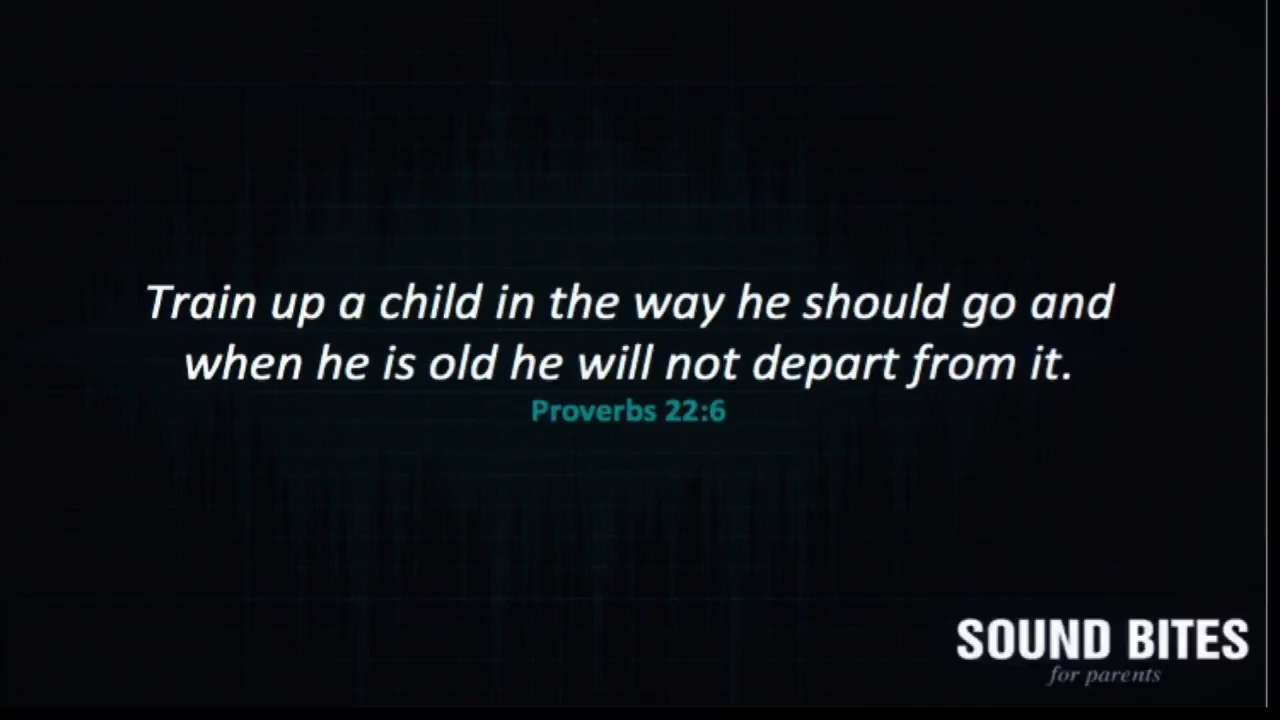 Train up a child in the way he should go and
when he is old he will not depart from it.
Proverbs 22:6
SOUND BITES
for parents